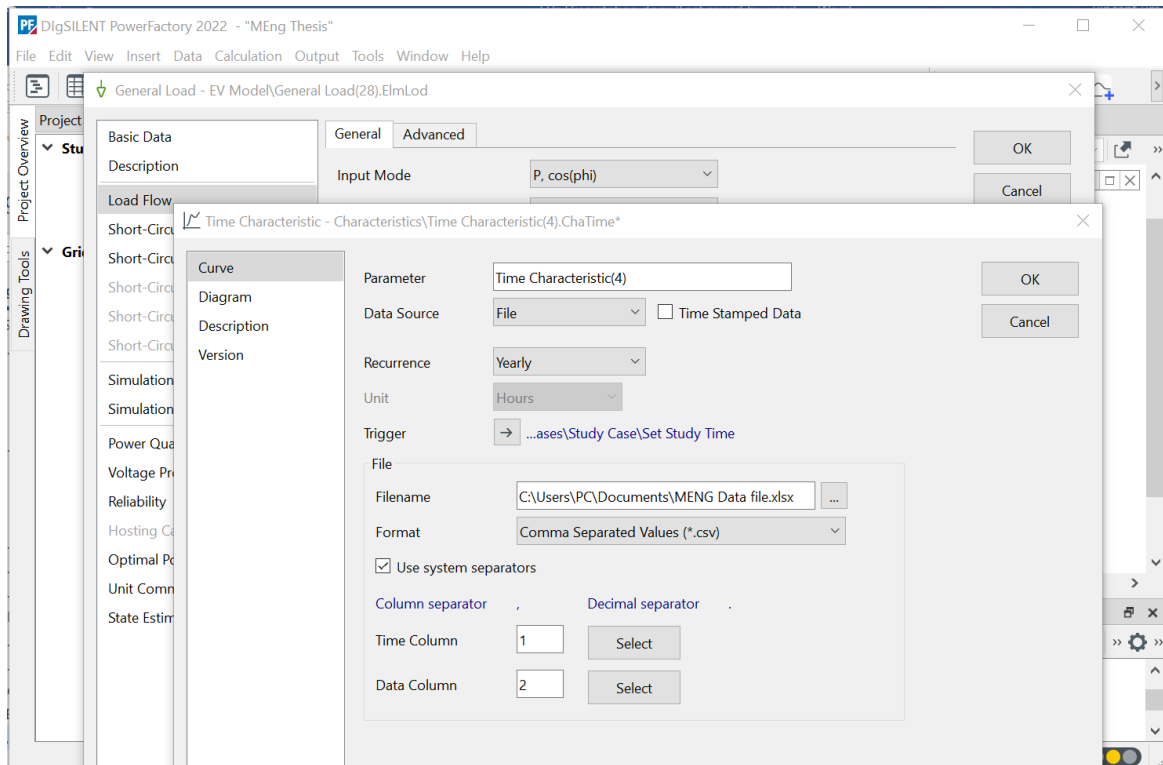 DIgSILENT PowerFactory 2022 - "MEng Thesis"
File Edit View Insert Data Calculation Output Tools Window Help
General Load - EV Model\General Load(28).ElmLod
Project Overview
Drawing Tools
Project
Stu
Grid
Basic Data
Description
Load Flow
Short-Circu
Short-Circu
Short-Circu
Short-Circu
Short-Circu
Simulation
Simulation
Power Qua
Voltage Pro
Reliability
Hosting Ca
Optimal Po
Unit Comm
State Estim
General Advanced
Input Mode P, cos(phi)
OK
Cancel
Time Characteristic - Characteristics\Time Characteristic(4).ChaTime*
Curve
Diagram
Description
Version
Parameter Time Characteristic(4)
Data Source File Time Stamped Data
Recurrence Yearly
Unit Hours
Trigger ...ases\Study Case\Set Study Time
File
Filename C:\Users\PC\Documents\MENG Data file.xlsx ...
Format Comma Separated Values (*.csv)
Use system separators
Column separator , Decimal separator .
Time Column 1 Select
Data Column 2 Select
OK
Cancel